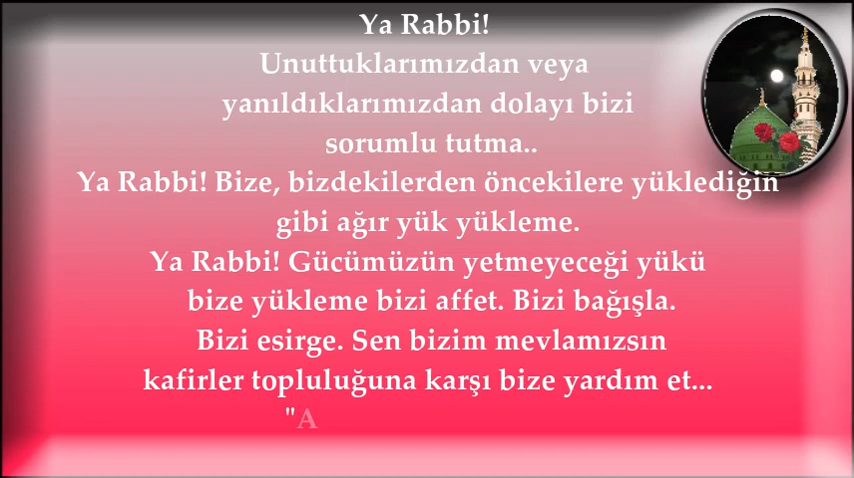 Ya Rabbi!
Unuttuklarımızdan veya
yanıldıklarımızdan dolayı bizi
sorumlu tutma..
Ya Rabbi! Bize, bizdekilerden öncekilere yüklediğin
gibi ağır yük yükleme.
Ya Rabbi! Gücümüzün yetmeyeceği yükü
bize yükleme bizi affet. Bizi bağışla.
Bizi esirge. Sen bizim mevlamızsın
kafirler topluluğuna karşı bize yardım et...
"A